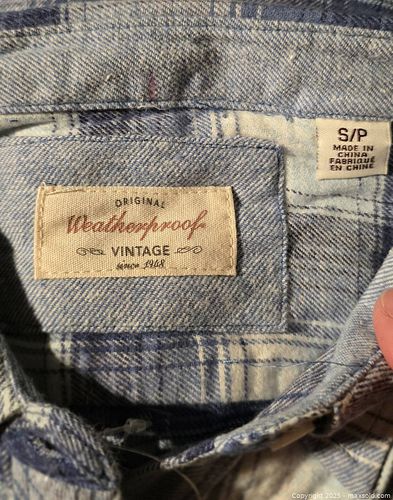 ORIGINAL
Weatherproof
VINTAGE
since 1948
S/P
MADE IN
CHINA
FABRIQUÉ
EN CHINE
Copyright 2025 - maxsold.com